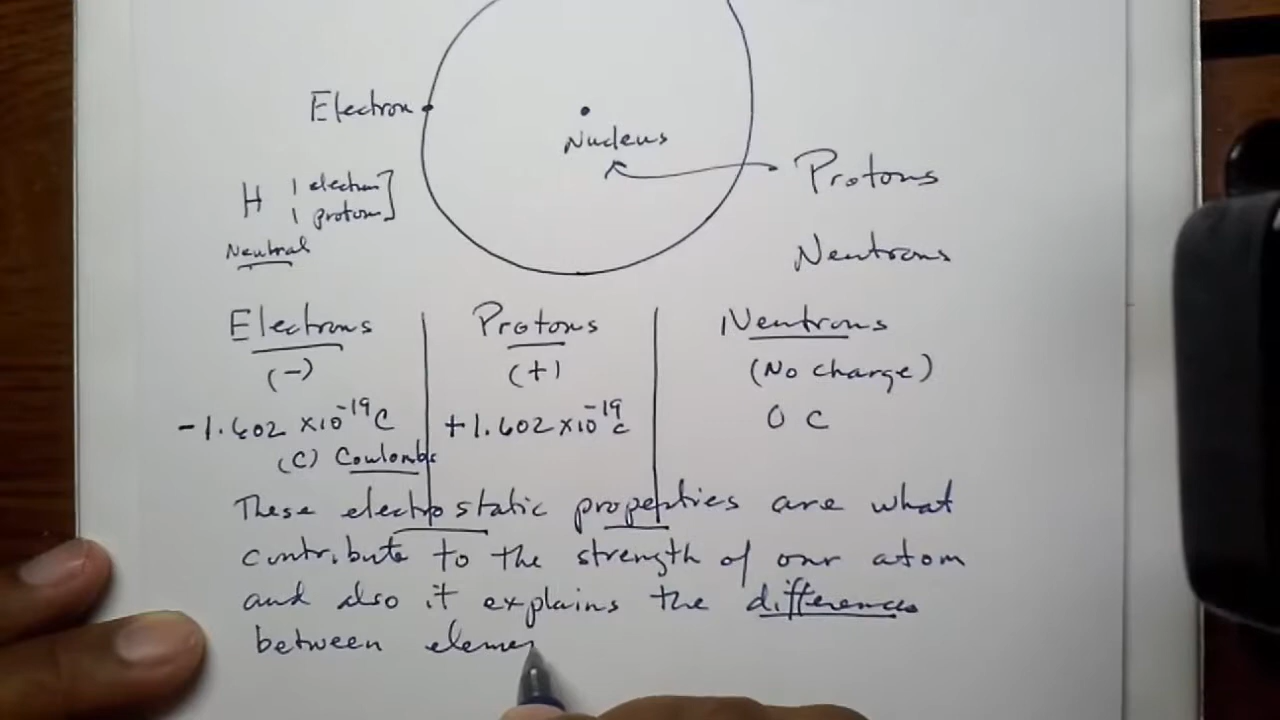 Electron
Nucleus
Protons
H 1 electron
1 proton
Neutral
Neutrons
Electrons Protons Neutrons
(-) (+) (No charge)
-1.602 x10^-19 C +1.602 x10^-19 C 0 C
(C) Coulombs
These electrostatic properties are what
contribute to the strength of our atom
and also it explains the differences
between elemen